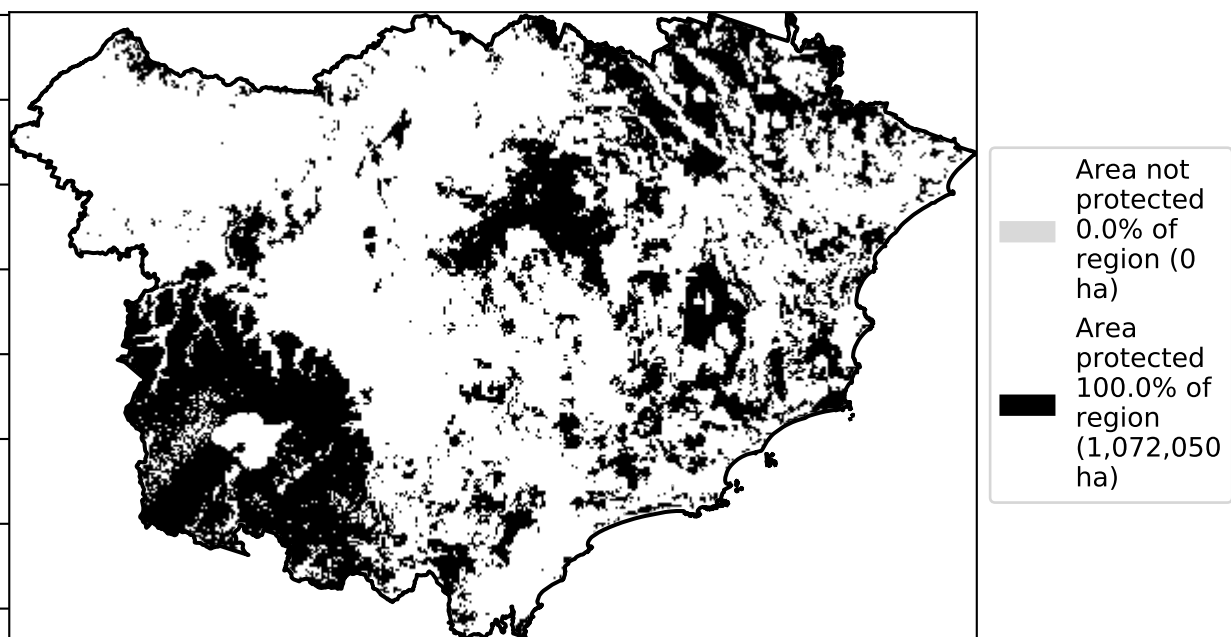 Area not
protected
0.0% of
region (0
ha)
Area
protected
100.0% of
region
(1,072,050
ha)